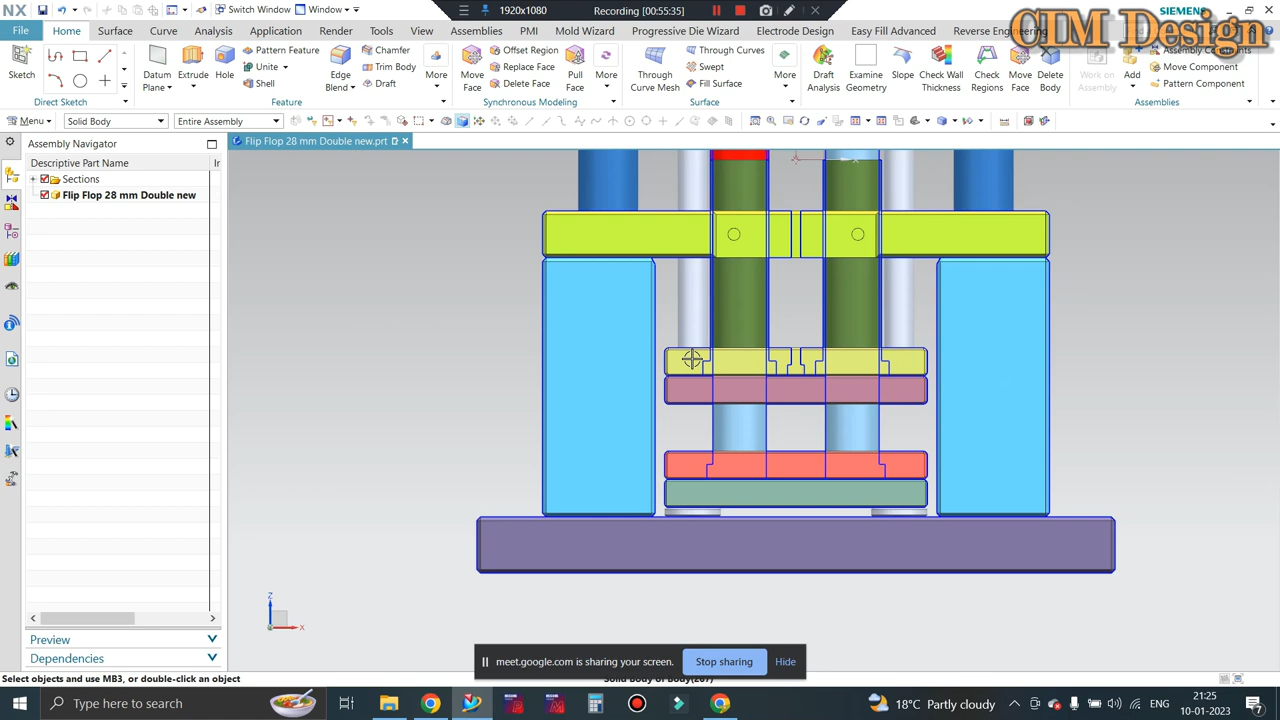 NX
Switch Window
Window
1920x1080
Recording [00:55:35]
SIEMENS
CIM Design
File
Home
Surface
Curve
Analysis
Application
Render
Tools
View
Assemblies
PMI
Mold Wizard
Progressive Die Wizard
Electrode Design
Easy Fill Advanced
Reverse Engineering
Sketch
Datum Plane
Extrude
Hole
Pattern Feature
Unite
Shell
Edge Blend
Chamfer
Trim Body
Draft
More
Move Face
Offset Region
Replace Face
Delete Face
Pull Face
More
Through Curve Mesh
Through Curves
Swept
Fill Surface
More
Draft Analysis
Examine Geometry
Slope
Check Wall Thickness
Check Regions
Move Face
Delete Body
Work on Assembly
Add
Assembly Constraints
Move Component
Pattern Component
Direct Sketch
Feature
Synchronous Modeling
Surface
Assemblies
Menu
Solid Body
Entire Assembly
Assembly Navigator
Flip Flop 28 mm Double new.prt
Descriptive Part Name
Sections
Flip Flop 28 mm Double new
Z
X
Preview
Dependencies
meet.google.com is sharing your screen.
Stop sharing
Hide
Select objects and use MB3, or double-click an object
Type here to search
18°C Partly cloudy
21:25
10-01-2023
7